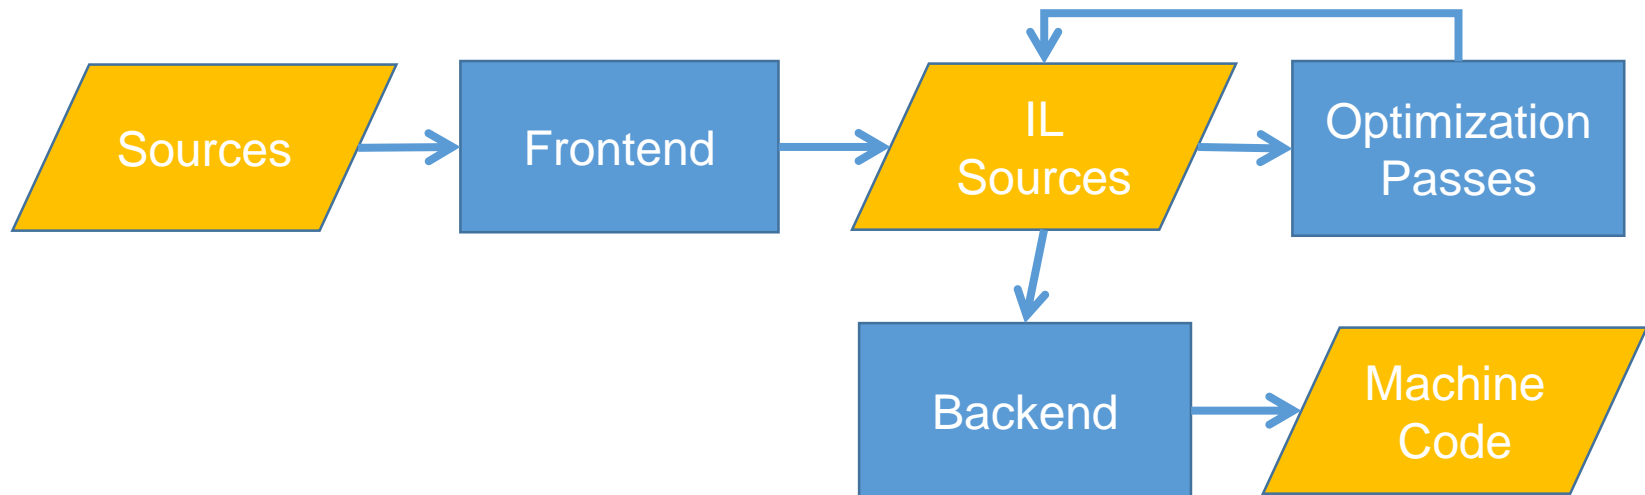 Sources
Frontend
IL
Sources
Optimization
Passes
Backend
Machine
Code